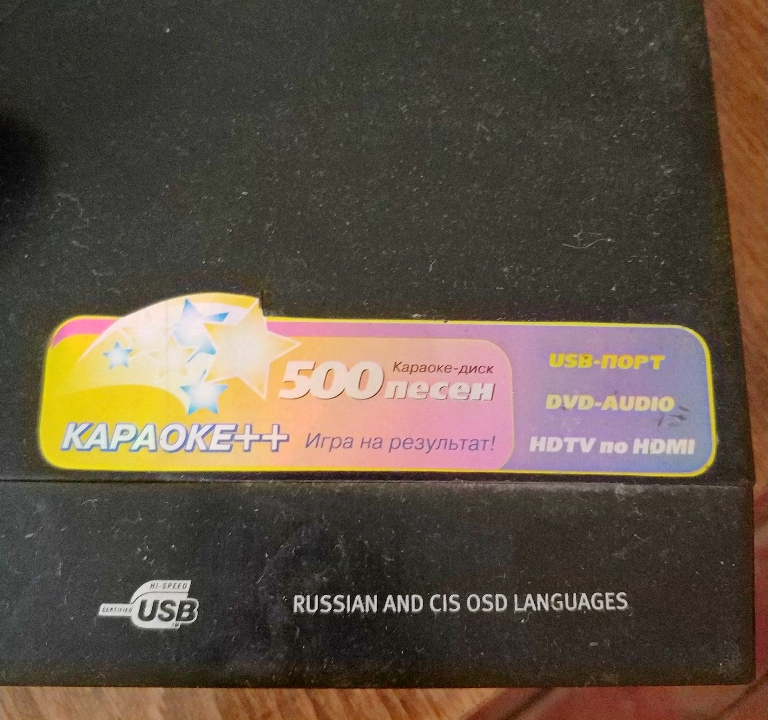 Караоке-диск
500 песен
КАРАОКЕ++ Игра на результат!
USB-ПОРТ
DVD-AUDIO
HDTV по HDMI
HI-SPEED
CERTIFIED USB
TM
RUSSIAN AND CIS OSD LANGUAGES